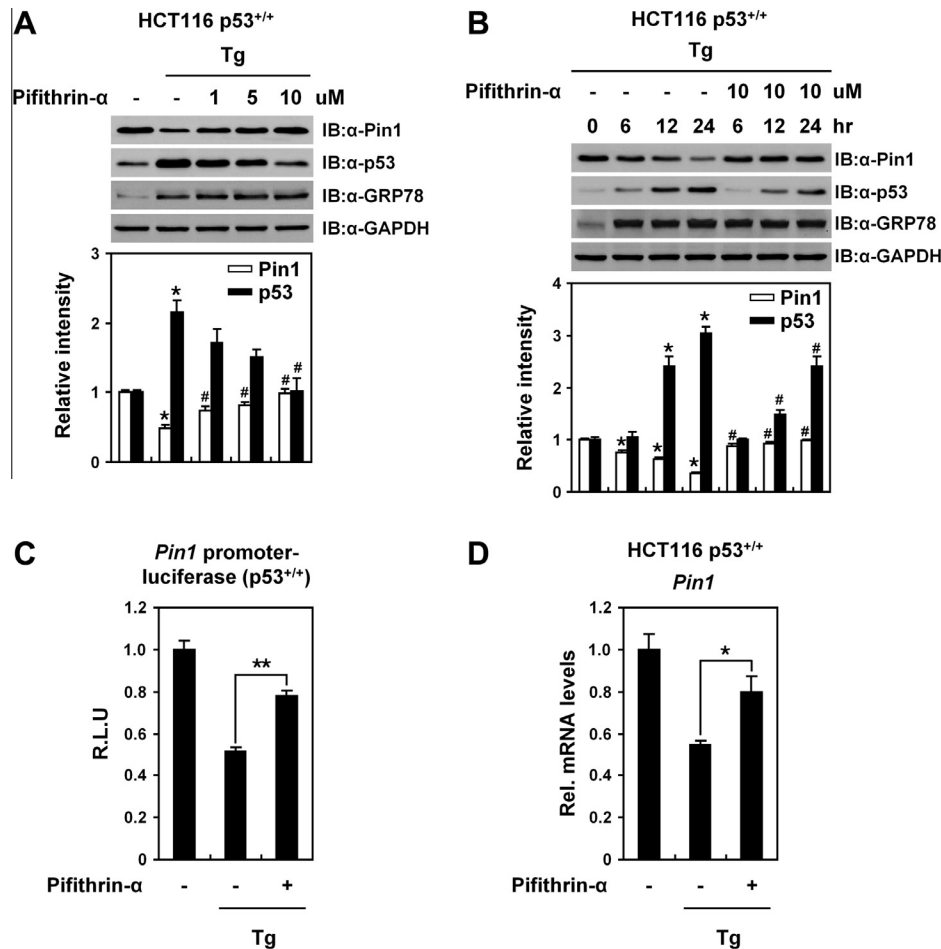 A
HCT116 p53+/+
Tg
Pifithrin-α - - 1 5 10 uM
IB:α-Pin1
IB:α-p53
IB:α-GRP78
IB:α-GAPDH
Relative intensity
3
2
1
0
Pin1
p53
*
*
#
#
# #
B
HCT116 p53+/+
Tg
Pifithrin-α - - - - 10 10 10 uM
0 6 12 24 6 12 24 hr
IB:α-Pin1
IB:α-p53
IB:α-GRP78
IB:α-GAPDH
Relative intensity
4
3
2
1
0
Pin1
p53
*
*
*
*
*
#
#
#
#
#
C
Pin1 promoter-
luciferase (p53+/+)
R.L.U
1.2
1.0
0.8
0.6
0.4
0.2
0
**
Pifithrin-α - - +
Tg
D
HCT116 p53+/+
Pin1
Rel. mRNA levels
1.2
1.0
0.8
0.6
0.4
0.2
0
*
Pifithrin-α - - +
Tg